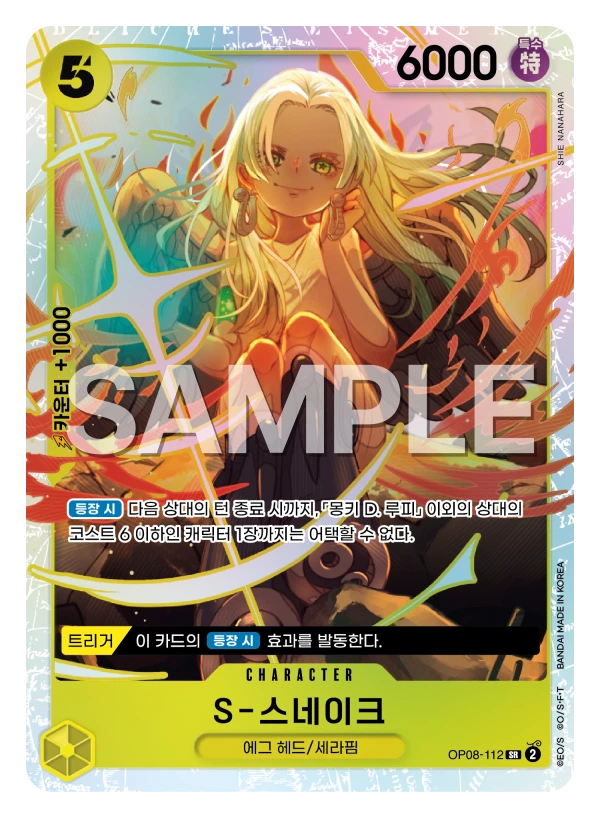 5
6000
특수
特
SHIE NANAHARA
카운터 +1000
SAMPLE
등장 시 다음 상대의 턴 종료 시까지, 「몽키 D. 루피」 이외의 상대의
코스트 6 이하인 캐릭터 1장까지는 어택할 수 없다.
트리거 이 카드의 등장 시 효과를 발동한다.
CHARACTER
S-스네이크
에그 헤드/세라핌
OP08-112 SR 2
©EO/S ©O/S·F·T BANDAI MADE IN KOREA